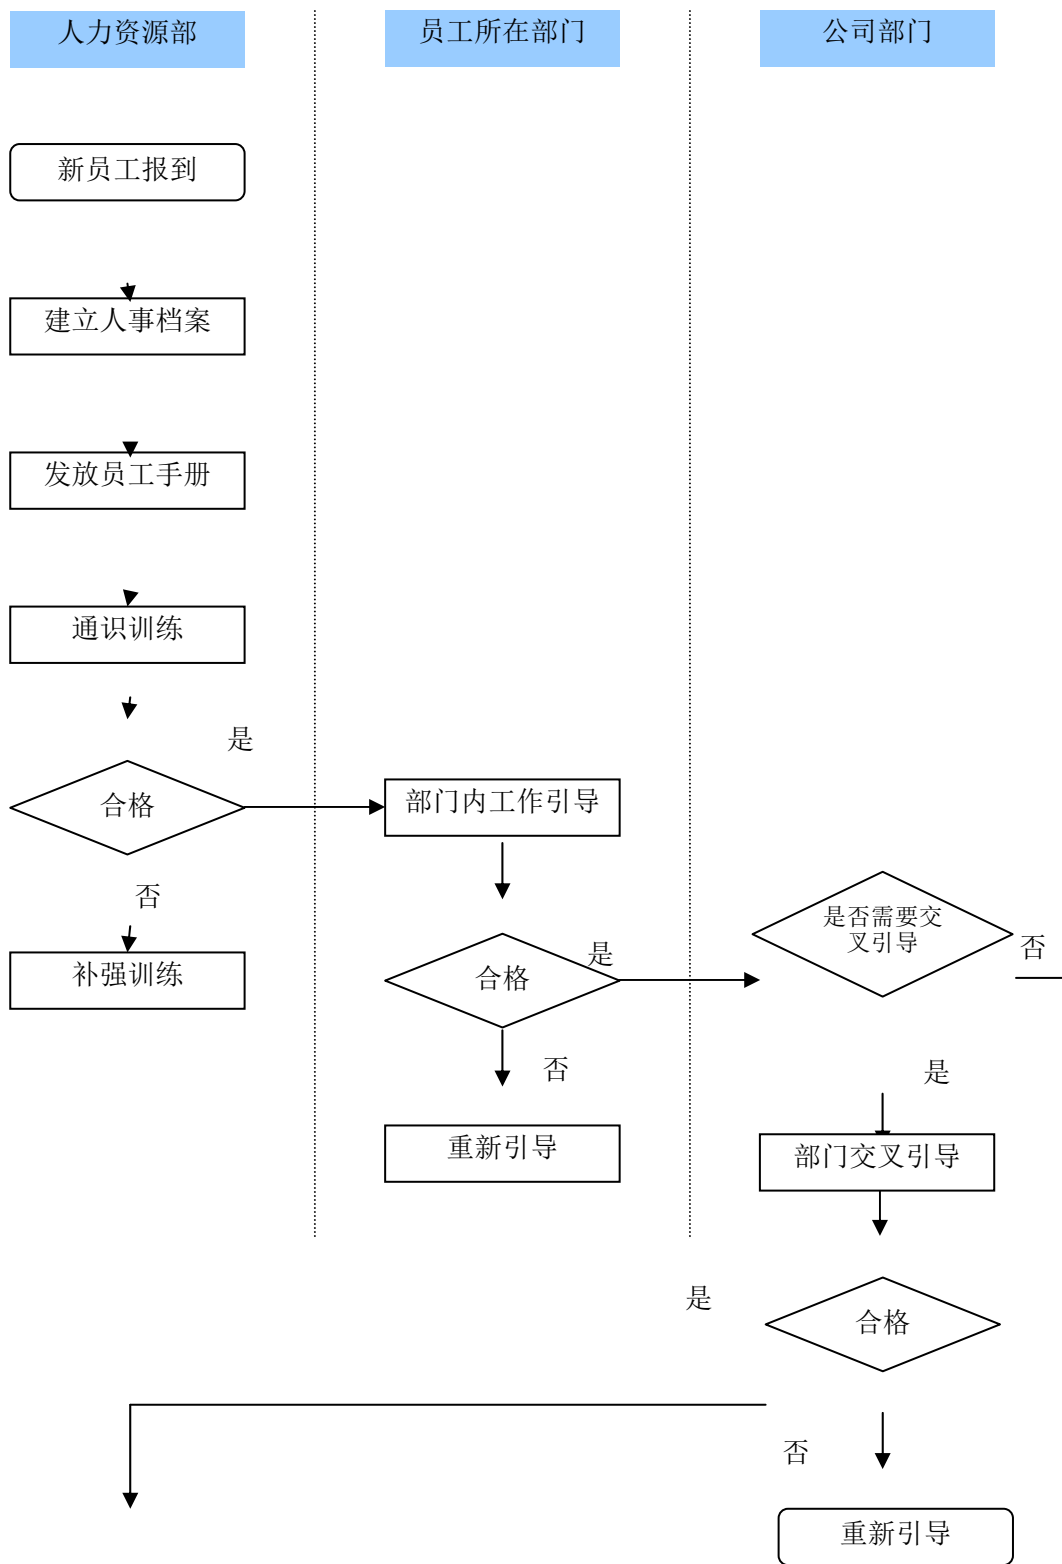 人力资源部
员工所在部门
公司部门
新员工报到
建立人事档案
发放员工手册
通识训练
是
合格
部门内工作引导
否
是否需要交
叉引导
否
补强训练
合格
是
否
是
重新引导
部门交叉引导
是
合格
否
重新引导